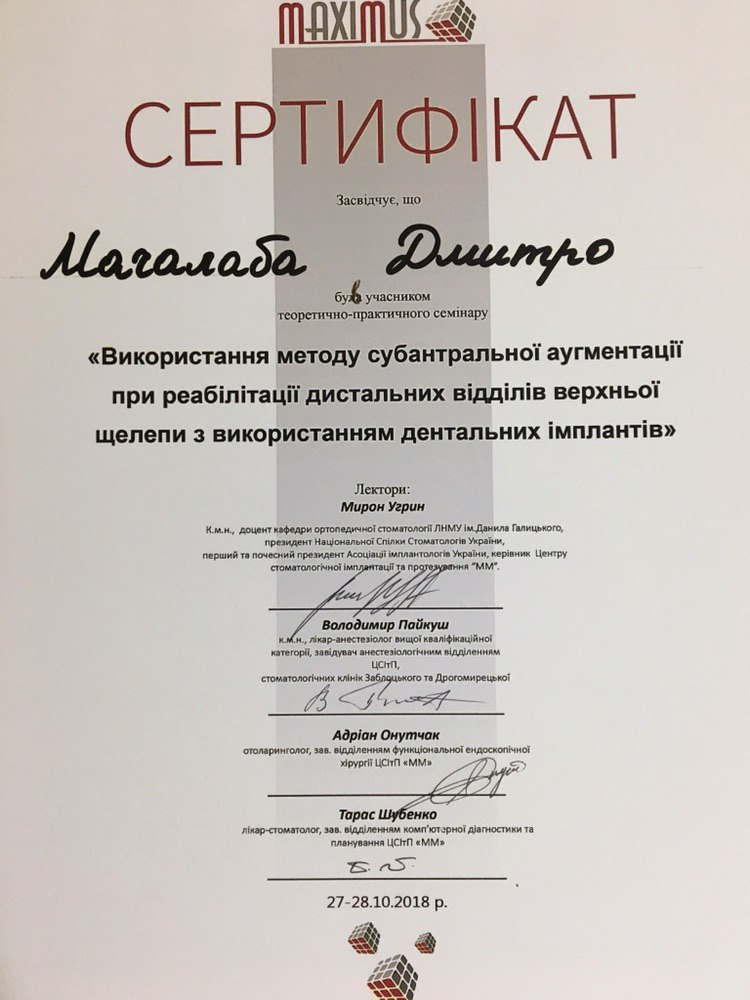 MAXIMUS
СЕРТИФІКАТ
Засвідчує, що
Мачалаба Дмитро
був учасником
теоретично-практичного семінару
«Використання методу субантральної аугментації
при реабілітації дистальних відділів верхньої
щелепи з використанням дентальних імплантів»
Лектори:
Мирон Угрин
К.м.н., доцент кафедри ортопедичної стоматології ЛНМУ ім.Данила Галицького,
президент Національної Спілки Стоматологів України,
перший та почесний президент Асоціації імплантологів України, керівник Центру
стоматологічної імплантації та протезування "ММ".
Володимир Пайкуш
к.м.н., лікар-анестезіолог вищої кваліфікаційної
категорії, завідувач анестезіологічним відділенням
ЦСІтП,
стоматологічних клінік Заблоцького та Дрогомирецької
Адріан Онутчак
отоларинголог, зав. відділенням функціональної ендоскопічної
хірургії ЦСІтП «ММ»
Тарас Шубенко
лікар-стоматолог, зав. відділенням комп'ютерної діагностики та
планування ЦСІтП «ММ»
27-28.10.2018 р.